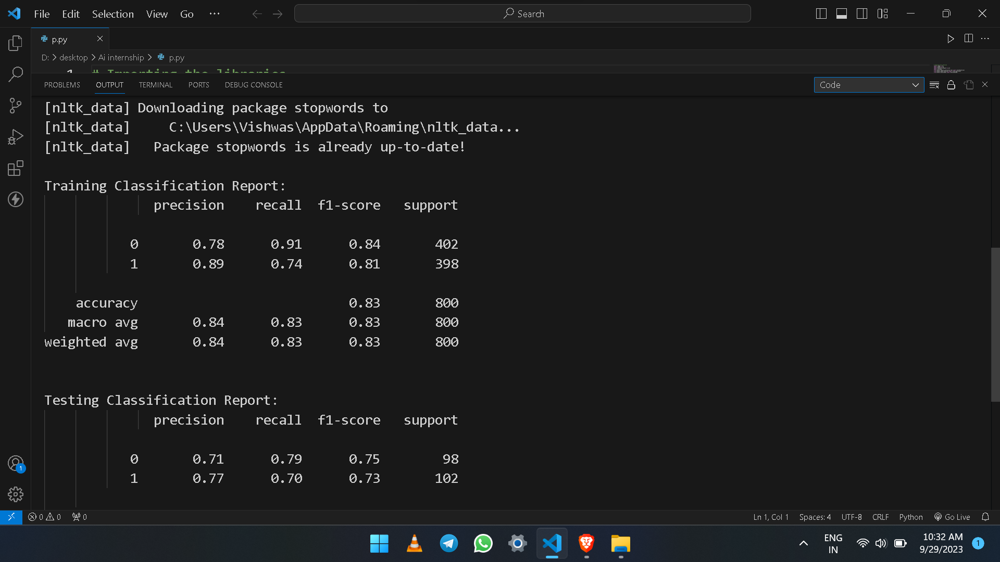 File Edit Selection View Go ··· Search
p.py
D: > desktop > Ai internship > p.py
1 # Importing the libraries
PROBLEMS OUTPUT TERMINAL PORTS DEBUG CONSOLE Code
[nltk_data] Downloading package stopwords to
[nltk_data]     C:\Users\Vishwas\AppData\Roaming\nltk_data...
[nltk_data]   Package stopwords is already up-to-date!
Training Classification Report:
precision recall f1-score support
0 0.78 0.91 0.84 402
1 0.89 0.74 0.81 398
accuracy 0.83 800
macro avg 0.84 0.83 0.83 800
weighted avg 0.84 0.83 0.83 800
Testing Classification Report:
precision recall f1-score support
0 0.71 0.79 0.75 98
1 0.77 0.70 0.73 102
1
0 0 0 Ln 1, Col 1 Spaces: 4 UTF-8 CRLF Python Go Live
ENG 10:32 AM
IN 9/29/2023 1